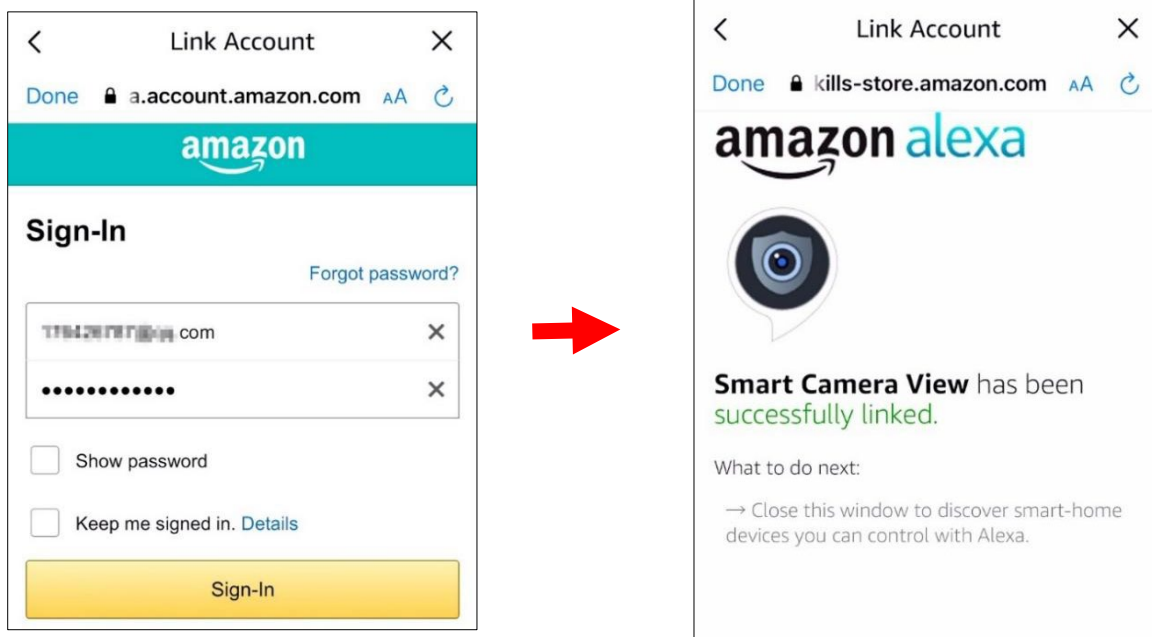 Link Account
Done a.account.amazon.com AA
amazon
Sign-In
Forgot password?
.com
Show password
Keep me signed in. Details
Sign-In
Link Account
Done kills-store.amazon.com AA
amazon alexa
Smart Camera View has been
successfully linked.
What to do next:
→ Close this window to discover smart-home
devices you can control with Alexa.